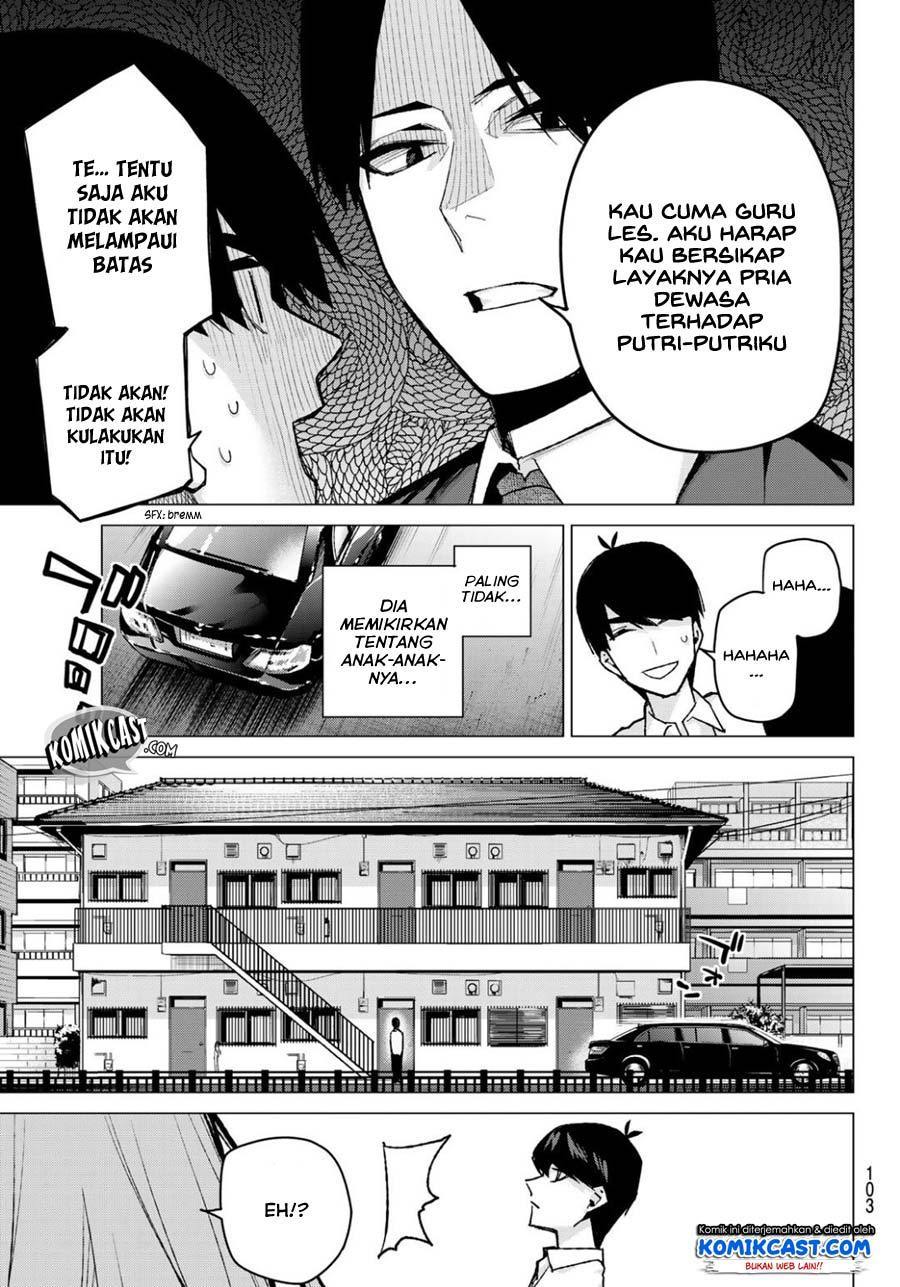 KAU CUMA GURU
LES. AKU HARAP
KAU BERSIKAP
LAYAKNYA PRIA
DEWASA
TERHADAP
PUTRI-PUTRIKU
TE... TENTU
SAJA AKU
TIDAK AKAN
MELAMPAUI
BATAS
TIDAK AKAN!
TIDAK AKAN
KULAKUKAN
ITU!
HAHA...
HAHAHA
...
PALING
TIDAK...
DIA
MEMIKIRKAN
TENTANG
ANAK-ANAK-
NYA...
SFX: bremm
KOMIKCAST
.COM
EH!?
103
Komik ini diterjemahkan & diedit oleh
KOMIKCAST.COM
BUKAN WEB LAIN!!